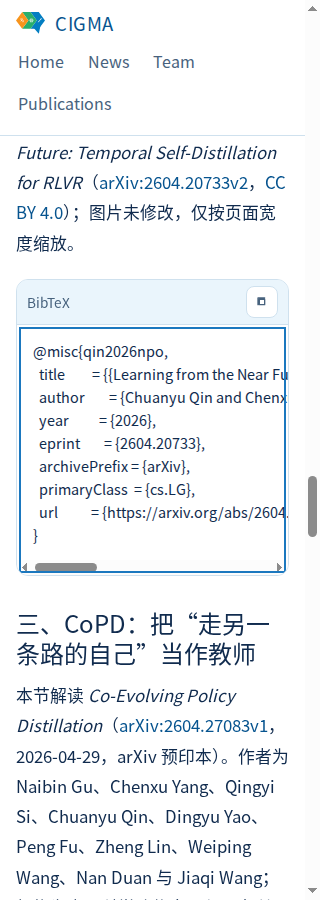 CIGMA
Home News Team
Publications
Future: Temporal Self-Distillation
for RLVR（arXiv:2604.20733v2，CC
BY 4.0）；图片未修改，仅按页面宽
度缩放。
BibTeX
@misc{qin2026npo,
title = {{Learning from the Near Fu
author = {Chuanyu Qin and Chenx
year = {2026},
eprint = {2604.20733},
archivePrefix = {arXiv},
primaryClass = {cs.LG},
url = {https://arxiv.org/abs/2604.
}
三、CoPD：把“走另一
条路的自己”当作教师
本节解读 Co-Evolving Policy
Distillation（arXiv:2604.27083v1，
2026-04-29，arXiv 预印本）。作者为
Naibin Gu、Chenxu Yang、Qingyi
Si、Chuanyu Qin、Dingyu Yao、
Peng Fu、Zheng Lin、Weiping
Wang、Nan Duan 与 Jiaqi Wang；